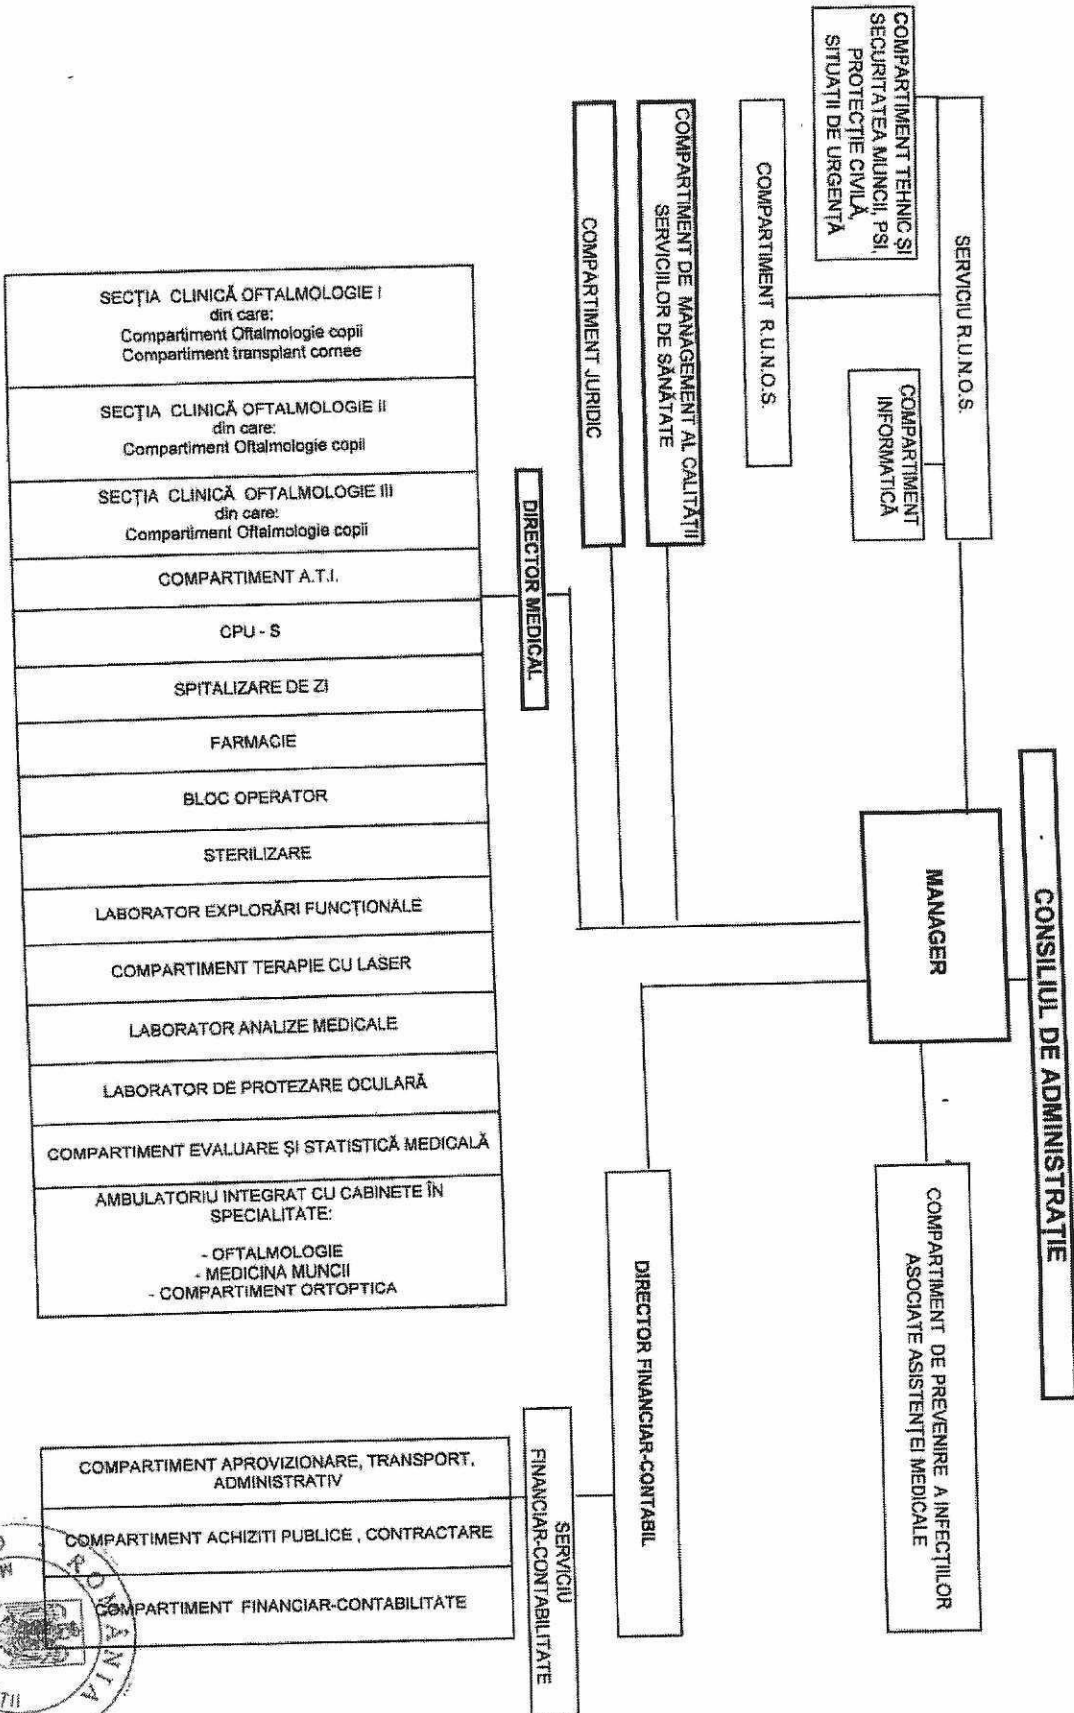 CONSILIUL DE ADMINISTRAȚIE
MANAGER
SERVICIU R.U.N.O.S.
COMPARTIMENT TEHNIC ȘI
SECURITATEA MUNCII, PSI,
PROTECȚIE CIVILĂ,
SITUAȚII DE URGENȚĂ
COMPARTIMENT
INFORMATICĂ
COMPARTIMENT R.U.N.O.S.
COMPARTIMENT DE MANAGEMENT AL CALITĂȚII
SERVICIILOR DE SĂNĂTATE
COMPARTIMENT JURIDIC
COMPARTIMENT DE PREVENIRE A INFECȚIILOR
ASOCIATE ASISTENȚEI MEDICALE
DIRECTOR MEDICAL
SECȚIA CLINICĂ OFTALMOLOGIE I
din care:
Compartiment Oftalmologie copii
Compartiment transplant cornee
SECȚIA CLINICĂ OFTALMOLOGIE II
din care:
Compartiment Oftalmologie copii
SECȚIA CLINICĂ OFTALMOLOGIE III
din care:
Compartiment Oftalmologie copii
COMPARTIMENT A.T.I.
CPU - S
SPITALIZARE DE ZI
FARMACIE
BLOC OPERATOR
STERILIZARE
LABORATOR EXPLORĂRI FUNCȚIONALE
COMPARTIMENT TERAPIE CU LASER
LABORATOR ANALIZE MEDICALE
LABORATOR DE PROTEZARE OCULARĂ
COMPARTIMENT EVALUARE ȘI STATISTICĂ MEDICALĂ
AMBULATORIU INTEGRAT CU CABINETE ÎN
SPECIALITATE:
- OFTALMOLOGIE
- MEDICINA MUNCII
- COMPARTIMENT ORTOPTICA
DIRECTOR FINANCIAR-CONTABIL
SERVICIU
FINANCIAR-CONTABILITATE
COMPARTIMENT APROVIZIONARE, TRANSPORT,
ADMINISTRATIV
COMPARTIMENT ACHIZITI PUBLICE , CONTRACTARE
COMPARTIMENT FINANCIAR-CONTABILITATE
ROMÂNIA